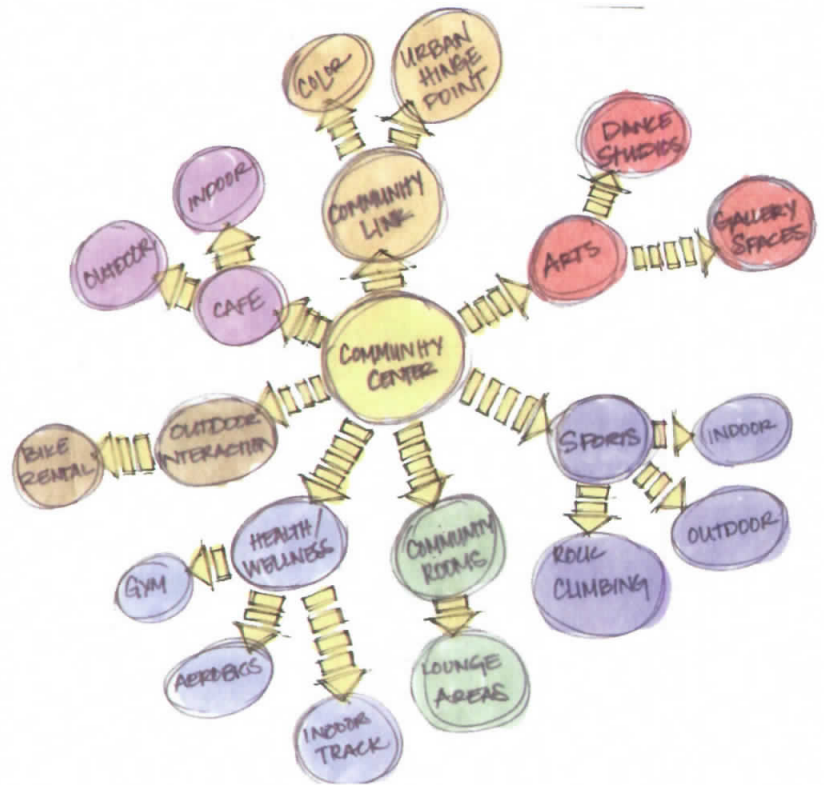 COLOR
URBAN
HINGE
POINT
DANCE
STUDIOS
INDOOR
COMMUNITY
LINK
GALLERY
SPACES
OUTDOOR
CAFE
ARTS
COMMUNITY
CENTER
BIKE
RENTAL
OUTDOOR
INTERACTION
SPORTS
INDOOR
OUTDOOR
HEALTH/
WELLNESS
COMMUNITY
ROOMS
ROCK
CLIMBING
GYM
AEROBICS
LOUNGE
AREAS
INDOOR
TRACK